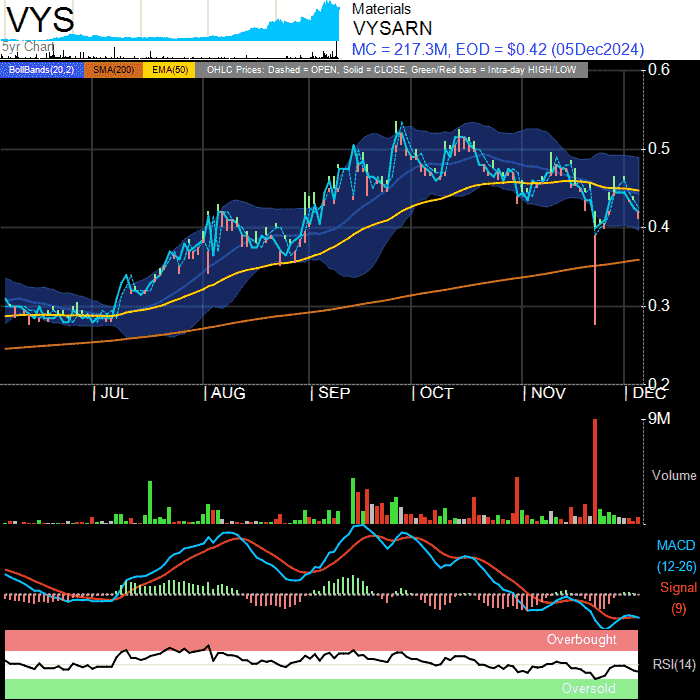 VYS
5yr Chart
Materials
VYSARN
MC = 217.3M, EOD = $0.42 (05Dec2024)
BollBands(20,2) SMA(200) EMA(50) OHLC Prices: Dashed = OPEN, Solid = CLOSE, Green/Red bars = Intra-day HIGH/LOW
0.6
0.5
0.4
0.3
0.2
| JUL | AUG | SEP | OCT | NOV | DEC
9M
Volume
MACD
(12-26)
Signal
(9)
Overbought
RSI(14)
Oversold